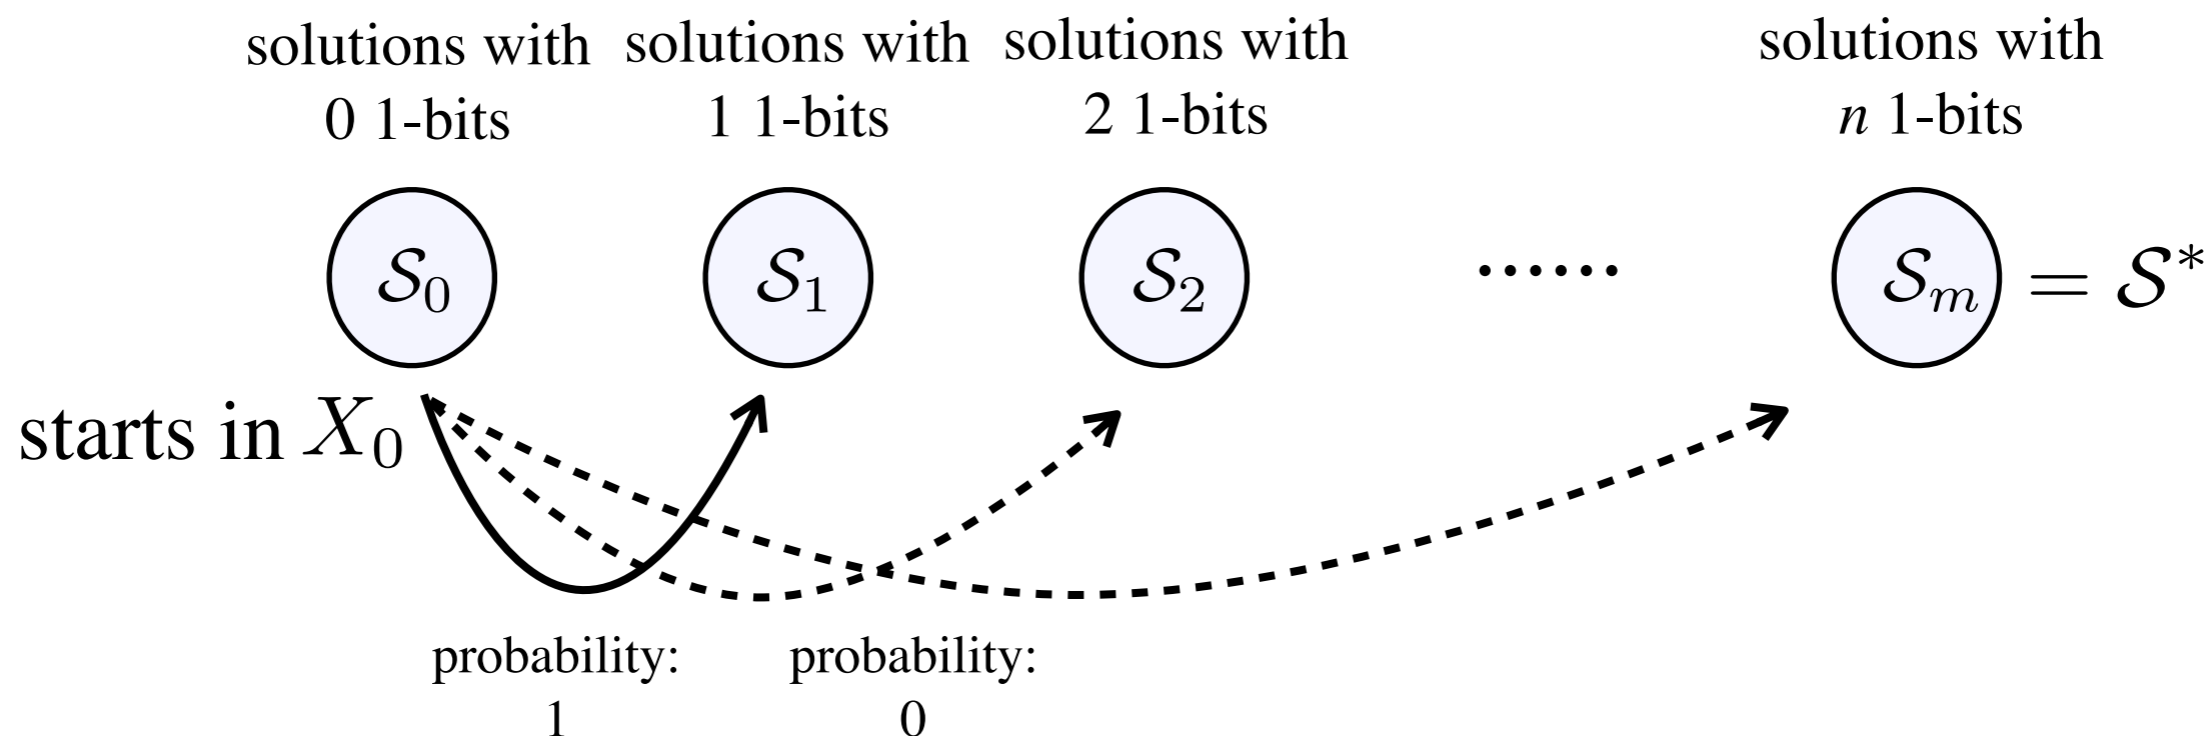 solutions with solutions with solutions with solutions with
0 1-bits 1 1-bits 2 1-bits n 1-bits
𝒮₀ 𝒮₁ 𝒮₂ ······ 𝒮ₘ = 𝒮*
starts in X₀
probability: probability:
1 0